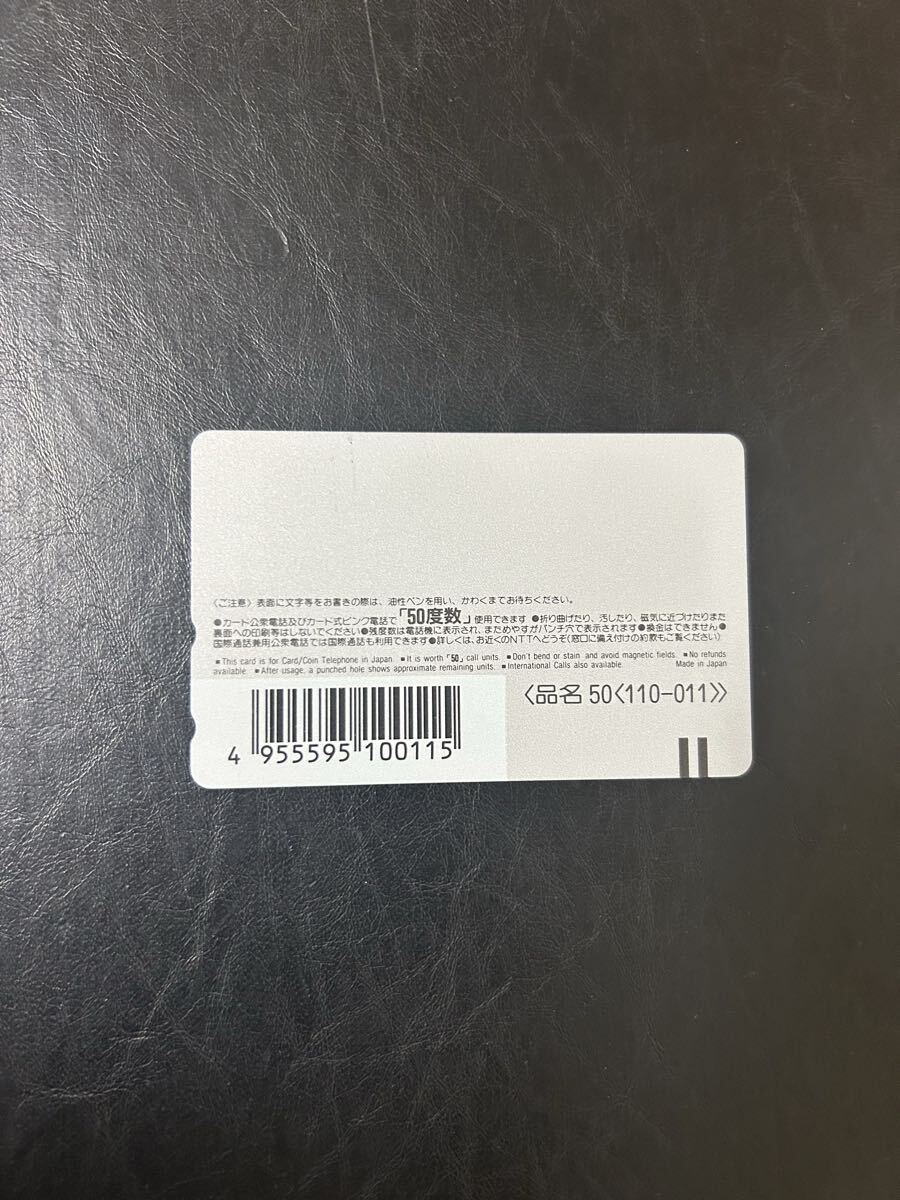 〈ご注意〉表面に文字等をお書きの際は、油性ペンを用い、かわくまでお待ちください。
●カード公衆電話及びカード式ピンク電話で「50度数」使用できます ●折り曲げたり、汚したり、磁気に近づけたりまた
裏面への印刷等はしないでください●残度数は電話機に表示され、まためやすがパンチ穴で表示されます●換金はできません●
国際通話兼用公衆電話では国際通話も利用できます●詳しくは、お近くのNTTへどうぞ(窓口に備え付けの約款もご覧ください)
■This card is for Card/Coin Telephone in Japan. ■It is worth「50」call units. ■Don't bend or stain and avoid magnetic fields. ■No refunds
available. ■After usage, a punched hole shows approximate remaining units. ■International Calls also available. Made in Japan
〈品名 50〈110-011〉〉
4 955595 100115